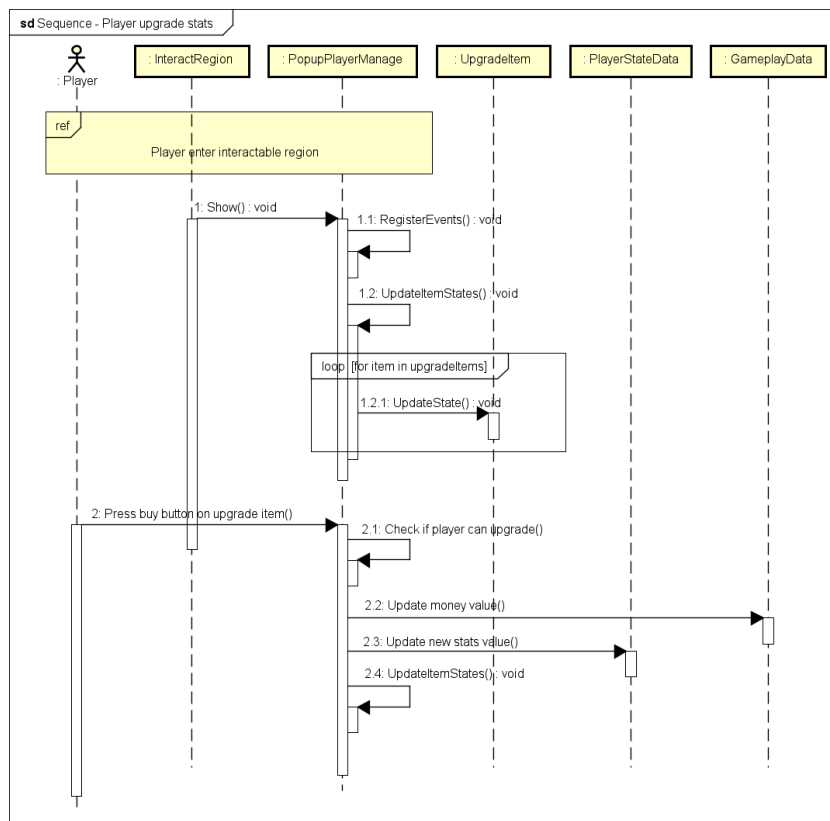 sd Sequence - Player upgrade stats
: Player
: InteractRegion
: PopupPlayerManage
: UpgradeItem
: PlayerStateData
: GameplayData
ref
Player enter interactable region
1: Show() : void
1.1: RegisterEvents() : void
1.2: UpdateItemStates() : void
loop [for item in upgradeItems]
1.2.1: UpdateState() : void
2: Press buy button on upgrade item()
2.1: Check if player can upgrade()
2.2: Update money value()
2.3: Update new stats value()
2.4: UpdateItemStates() : void